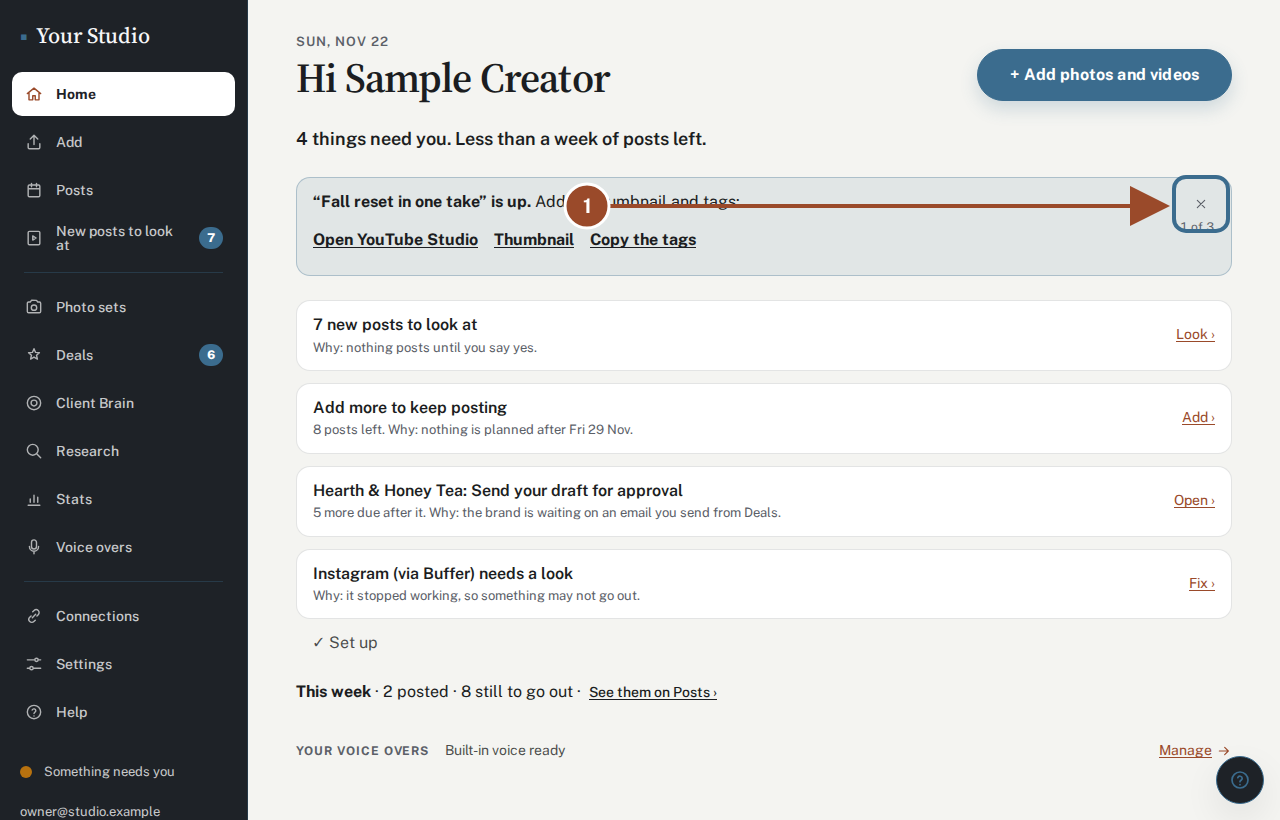 Your Studio
Home
Add
Posts
New posts to look
at
7
Photo sets
Deals
6
Client Brain
Research
Stats
Voice overs
Connections
Settings
Help
Something needs you
owner@studio.example
SUN, NOV 22
Hi Sample Creator
+ Add photos and videos
4 things need you. Less than a week of posts left.
“Fall reset in one take” is up. Add and tags:
1
×
1 of 3
Open YouTube Studio Thumbnail Copy the tags
7 new posts to look at
Why: nothing posts until you say yes.
Look ›
Add more to keep posting
8 posts left. Why: nothing is planned after Fri 29 Nov.
Add ›
Hearth & Honey Tea: Send your draft for approval
5 more due after it. Why: the brand is waiting on an email you send from Deals.
Open ›
Instagram (via Buffer) needs a look
Why: it stopped working, so something may not go out.
Fix ›
✓ Set up
This week · 2 posted · 8 still to go out · See them on Posts ›
YOUR VOICE OVERS Built-in voice ready
Manage →